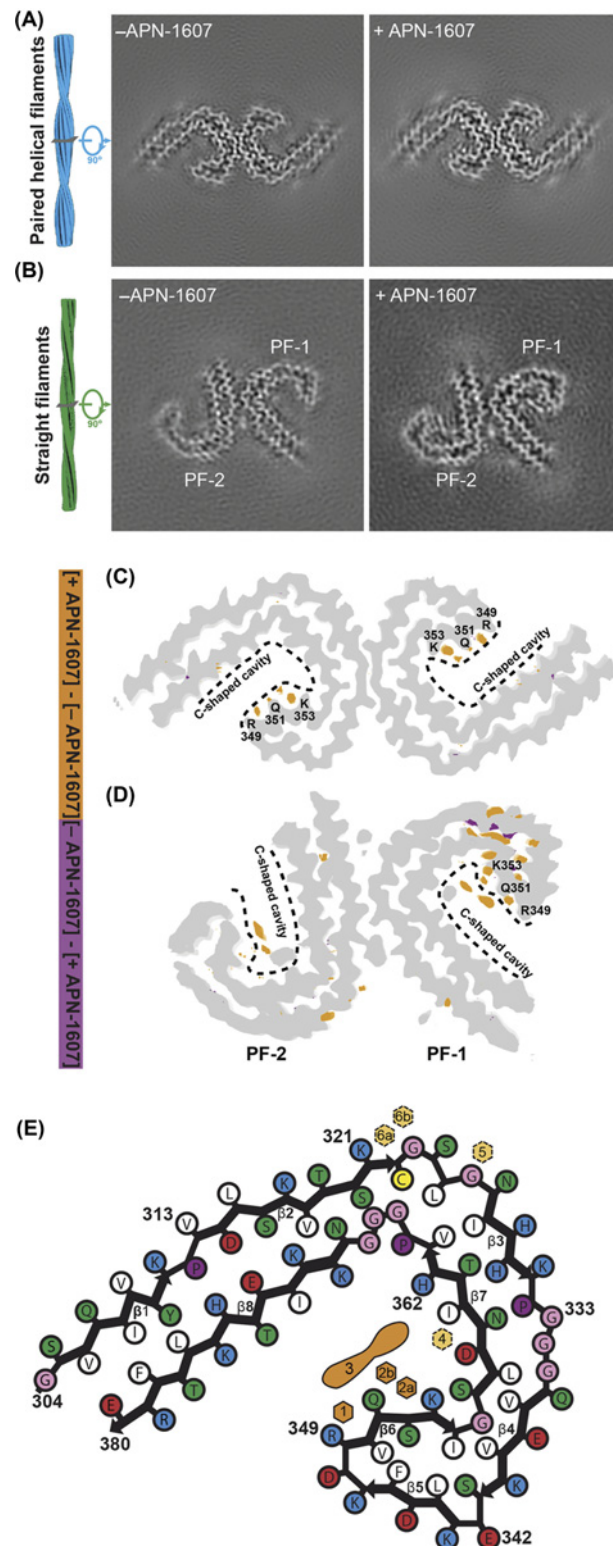 (A)
Paired helical filaments
90°
–APN-1607
+ APN-1607
(B)
Straight filaments
90°
–APN-1607
PF-1
PF-2
+ APN-1607
PF-1
PF-2
[+ APN-1607] - [– APN-1607]
[– APN-1607] - [+ APN-1607]
(C)
C-shaped cavity
R
349
Q
351
K
353
353
K
351
Q
349
R
C-shaped cavity
(D)
C-shaped cavity
K353
Q351
R349
C-shaped cavity
PF-2
PF-1
(E)
6b
6a
5
321
K
C
G
S
L
G
N
T
S
K
V
S
L
β2
313
V
D
P
K
V
Y
β1
Q
I
S
V
G
304
I
H
β3
H
K
P
G
333
G
G
Q
V
β4
E
V
K
S
E
342
K
L
D
β5
F
K
D
R
349
V
Q
β6
S
K
I
G
S
L
D
N
I
β7
T
H
362
V
P
G
G
G
N
K
K
I
E
T
β8
H
K
L
T
F
R
E
380
1
2a
2b
3
4